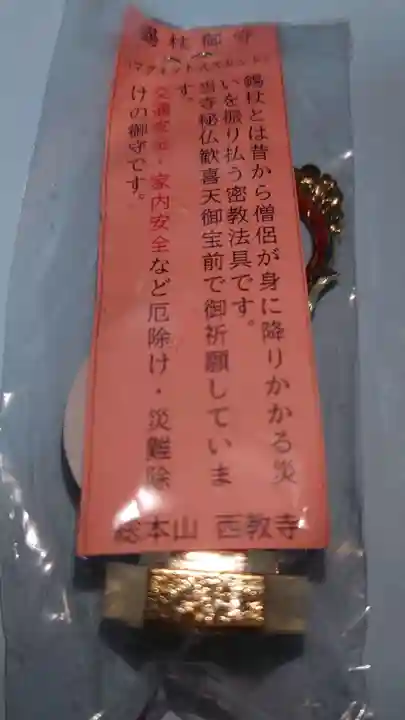 錫杖御守
(マグネットスタンド)
錫杖とは昔から僧侶が身に降りかかる災
いを振り払う密教法具です。
当寺秘仏歓喜天御宝前で御祈願していま
す。
交通安全・家内安全など厄除け・災難除
けの御守です。
総本山 西教寺